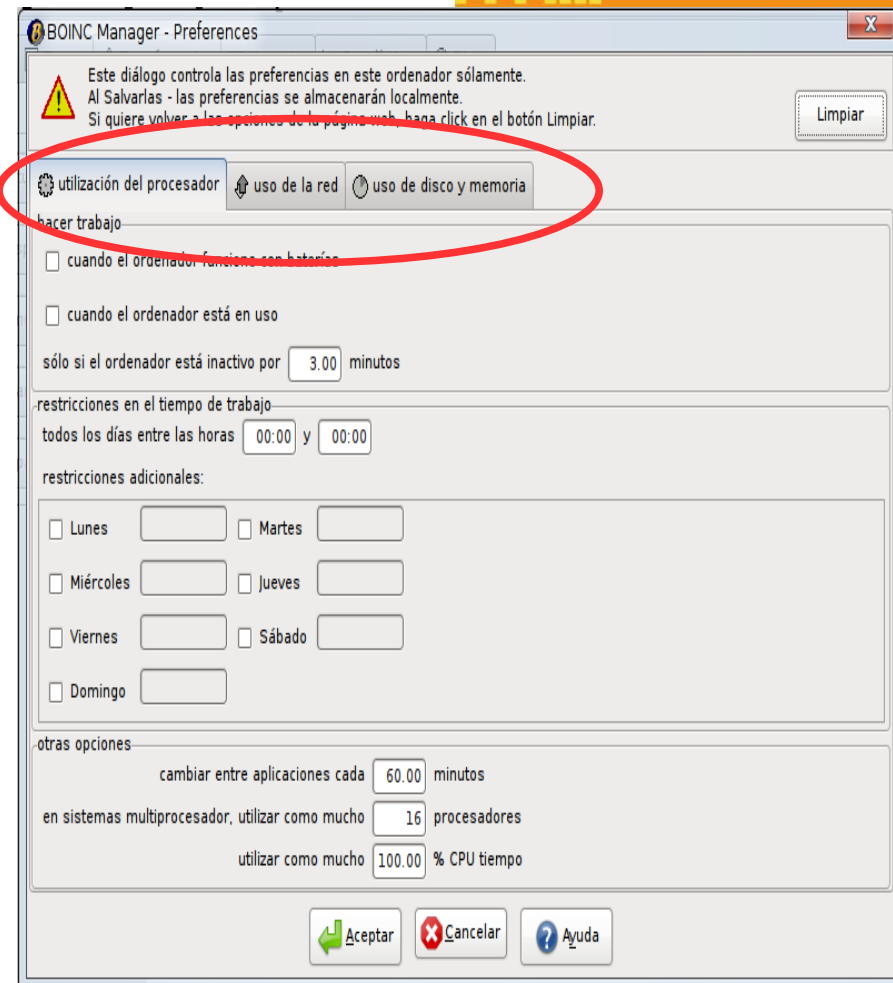 BOINC Manager - Preferences
Este diálogo controla las preferencias en este ordenador sólamente.
Al Salvarlas - las preferencias se almacenarán localmente.
Si quiere volver a las opciones de la página web, haga click en el botón Limpiar.
Limpiar
utilización del procesador uso de la red uso de disco y memoria
hacer trabajo
cuando el ordenador funcione con baterías
cuando el ordenador está en uso
sólo si el ordenador está inactivo por 3.00 minutos
restricciones en el tiempo de trabajo
todos los días entre las horas 00:00 y 00:00
restricciones adicionales:
Lunes Martes
Miércoles Jueves
Viernes Sábado
Domingo
otras opciones
cambiar entre aplicaciones cada 60.00 minutos
en sistemas multiprocesador, utilizar como mucho 16 procesadores
utilizar como mucho 100.00 % CPU tiempo
Aceptar Cancelar Ayuda